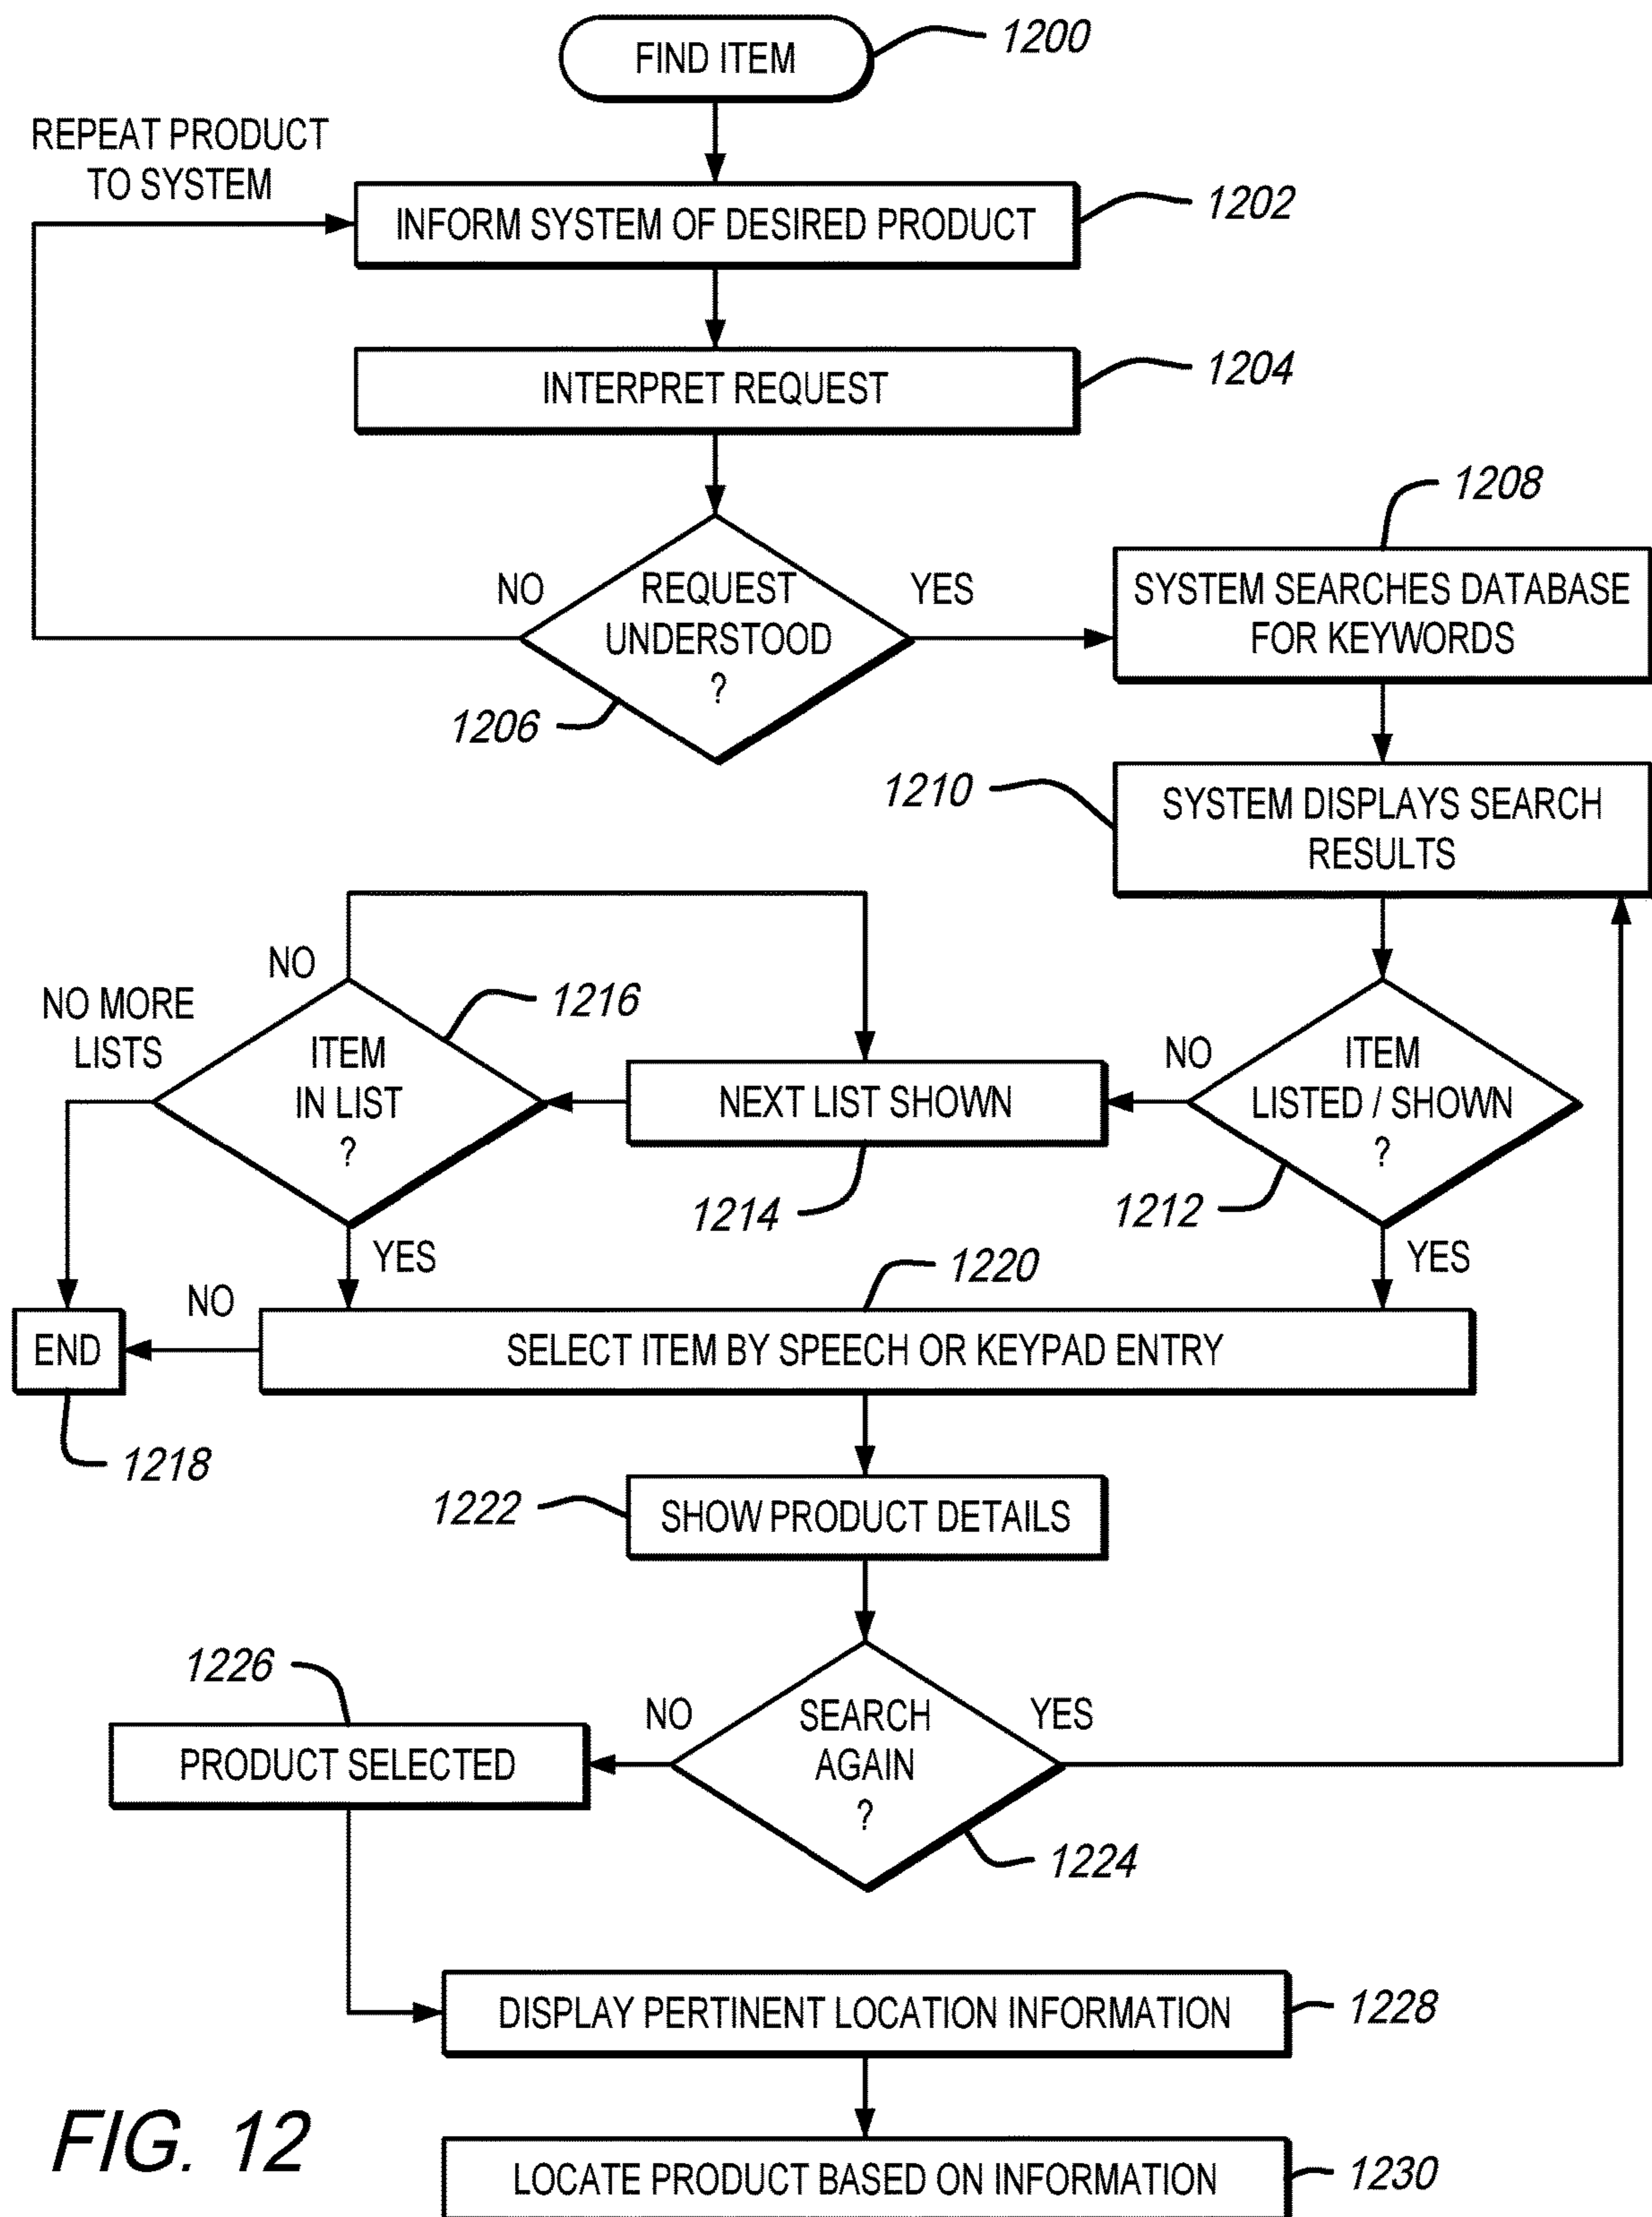 FIND ITEM
1200
REPEAT PRODUCT
TO SYSTEM
INFORM SYSTEM OF DESIRED PRODUCT
1202
INTERPRET REQUEST
1204
1208
NO
REQUEST
UNDERSTOOD
?
YES
SYSTEM SEARCHES DATABASE
FOR KEYWORDS
1206
1210
SYSTEM DISPLAYS SEARCH
RESULTS
NO
NO MORE
LISTS
1216
ITEM
IN LIST
?
NEXT LIST SHOWN
NO
ITEM
LISTED / SHOWN
?
1214
1212
YES
1220
YES
NO
END
SELECT ITEM BY SPEECH OR KEYPAD ENTRY
1218
1222
SHOW PRODUCT DETAILS
1226
NO
SEARCH
AGAIN
?
YES
PRODUCT SELECTED
1224
DISPLAY PERTINENT LOCATION INFORMATION
1228
FIG. 12
LOCATE PRODUCT BASED ON INFORMATION
1230